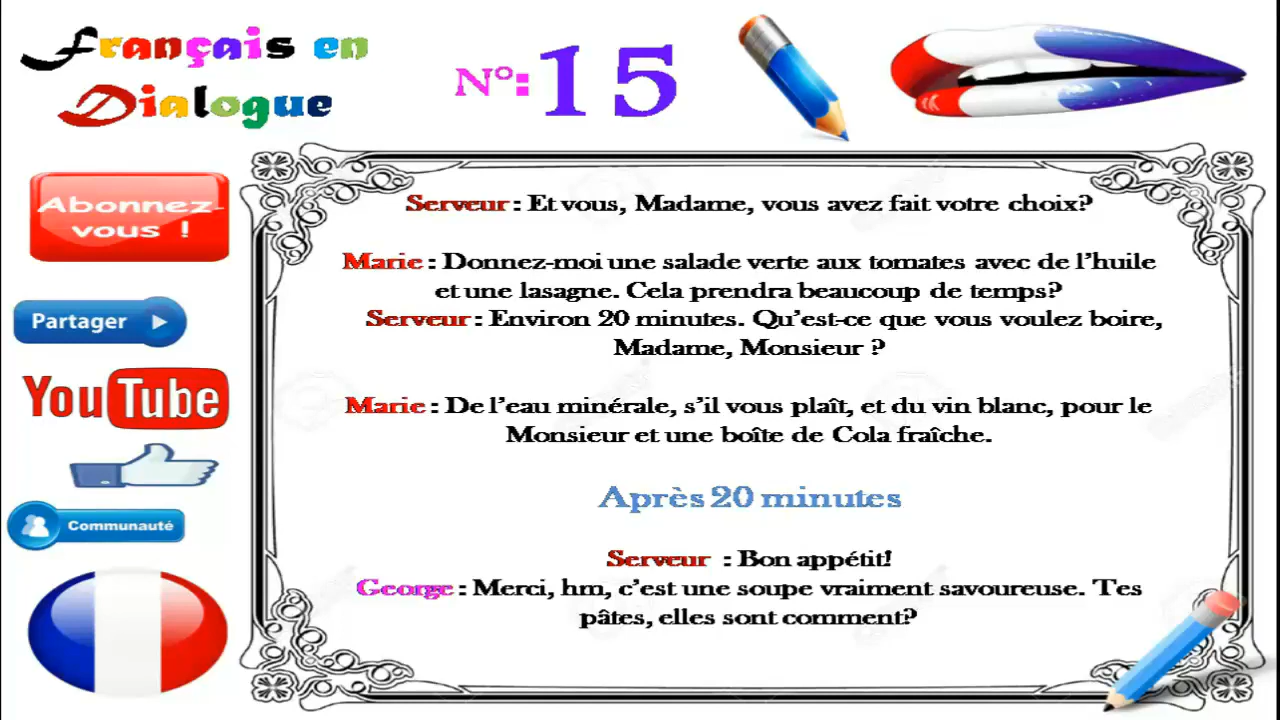 Français en
Dialogue
N°:15
Abonnez-
vous !
Partager
YouTube
Communauté
Serveur : Et vous, Madame, vous avez fait votre choix?
Marie : Donnez-moi une salade verte aux tomates avec de l'huile
et une lasagne. Cela prendra beaucoup de temps?
Serveur : Environ 20 minutes. Qu'est-ce que vous voulez boire,
Madame, Monsieur ?
Marie : De l'eau minérale, s'il vous plaît, et du vin blanc, pour le
Monsieur et une boîte de Cola fraîche.
Après 20 minutes
Serveur : Bon appétit!
George : Merci, hm, c'est une soupe vraiment savoureuse. Tes
pâtes, elles sont comment?